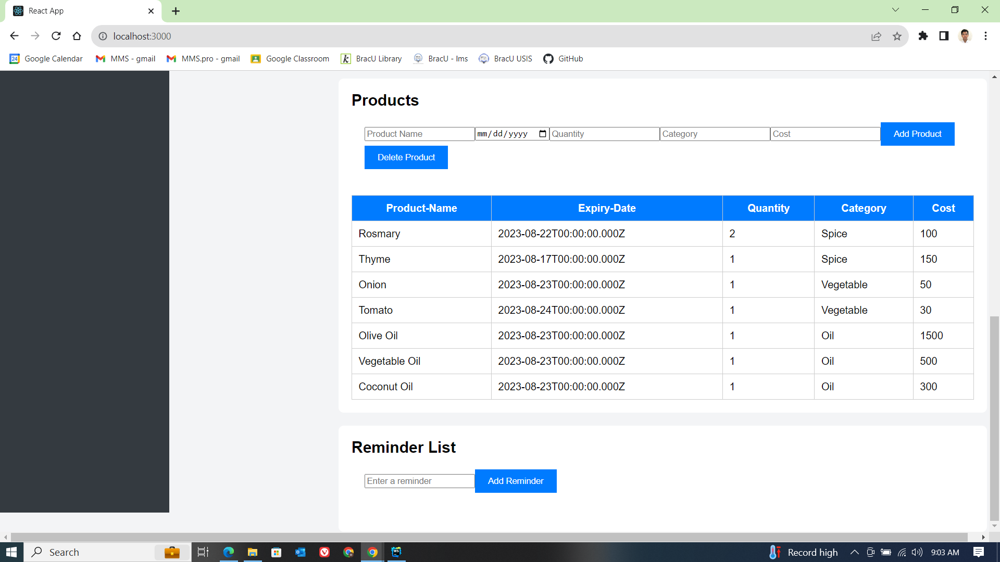 React App
localhost:3000
24 Google Calendar MMS - gmail MMS.pro - gmail Google Classroom k BracU Library BracU - lms BracU USIS GitHub
Products
Product Name mm/dd/yyyy Quantity Category Cost Add Product
Delete Product
Product-Name Expiry-Date Quantity Category Cost
Rosmary 2023-08-22T00:00:00.000Z 2 Spice 100
Thyme 2023-08-17T00:00:00.000Z 1 Spice 150
Onion 2023-08-23T00:00:00.000Z 1 Vegetable 50
Tomato 2023-08-24T00:00:00.000Z 1 Vegetable 30
Olive Oil 2023-08-23T00:00:00.000Z 1 Oil 1500
Vegetable Oil 2023-08-23T00:00:00.000Z 1 Oil 500
Coconut Oil 2023-08-23T00:00:00.000Z 1 Oil 300
Reminder List
Enter a reminder Add Reminder
Search WS Record high 9:03 AM